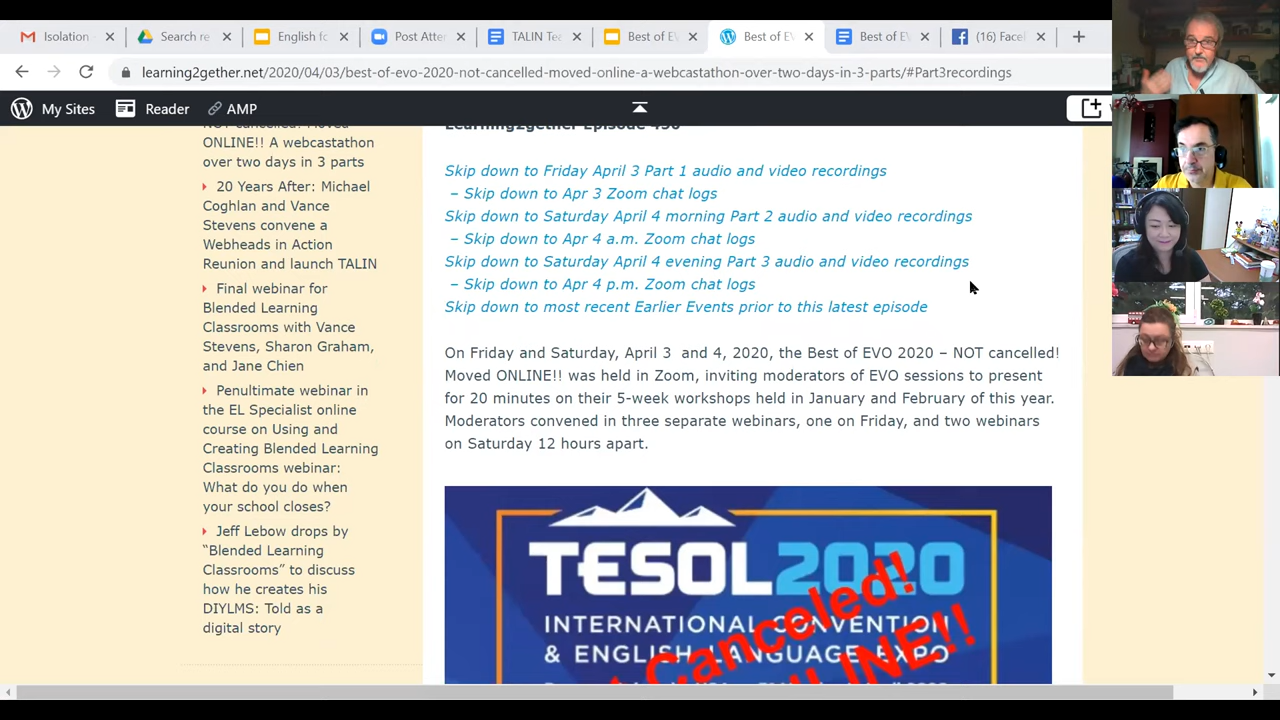 Isolation
Search re
English fo
Post Atter
TALIN Tea
Best of EV
Best of EV
Best of EV
(16) Facel
learning2gether.net/2020/04/03/best-of-evo-2020-not-cancelled-moved-online-a-webcastathon-over-two-days-in-3-parts/#Part3recordings
My Sites
Reader
AMP
NOT cancelled! Moved
ONLINE!! A webcastathon
over two days in 3 parts
20 Years After: Michael
Coghlan and Vance
Stevens convene a
Webheads in Action
Reunion and launch TALIN
Final webinar for
Blended Learning
Classrooms with Vance
Stevens, Sharon Graham,
and Jane Chien
Penultimate webinar in
the EL Specialist online
course on Using and
Creating Blended Learning
Classrooms webinar:
What do you do when
your school closes?
Jeff Lebow drops by
“Blended Learning
Classrooms” to discuss
how he creates his
DIYLMS: Told as a
digital story
Learning2gether Episode
Skip down to Friday April 3 Part 1 audio and video recordings
– Skip down to Apr 3 Zoom chat logs
Skip down to Saturday April 4 morning Part 2 audio and video recordings
– Skip down to Apr 4 a.m. Zoom chat logs
Skip down to Saturday April 4 evening Part 3 audio and video recordings
– Skip down to Apr 4 p.m. Zoom chat logs
Skip down to most recent Earlier Events prior to this latest episode
On Friday and Saturday, April 3 and 4, 2020, the Best of EVO 2020 – NOT cancelled!
Moved ONLINE!! was held in Zoom, inviting moderators of EVO sessions to present
for 20 minutes on their 5-week workshops held in January and February of this year.
Moderators convened in three separate webinars, one on Friday, and two webinars
on Saturday 12 hours apart.
TESOL2020
INTERNATIONAL CONVENTION
& ENGLISH LANGUAGE EXPO
Canceled!
LINE!!